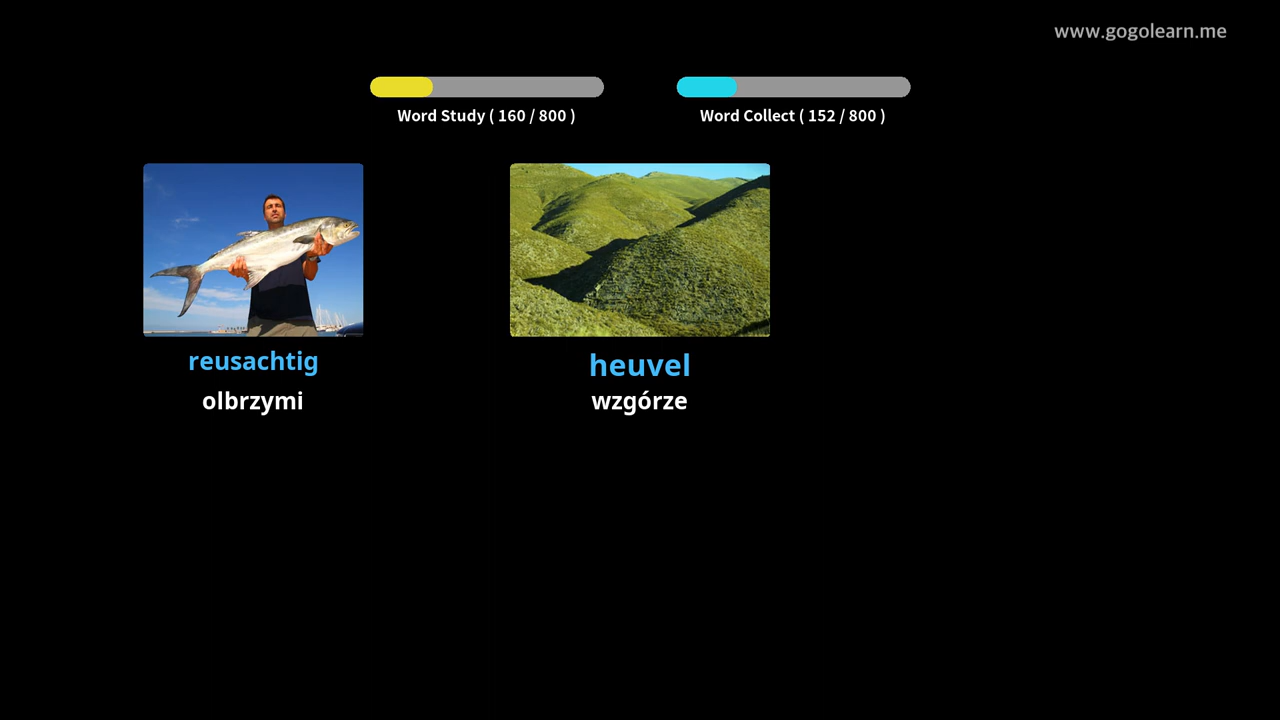 www.gogolearn.me
Word Study ( 160 / 800 )
Word Collect ( 152 / 800 )
reusachtig
olbrzymi
heuvel
wzgórze